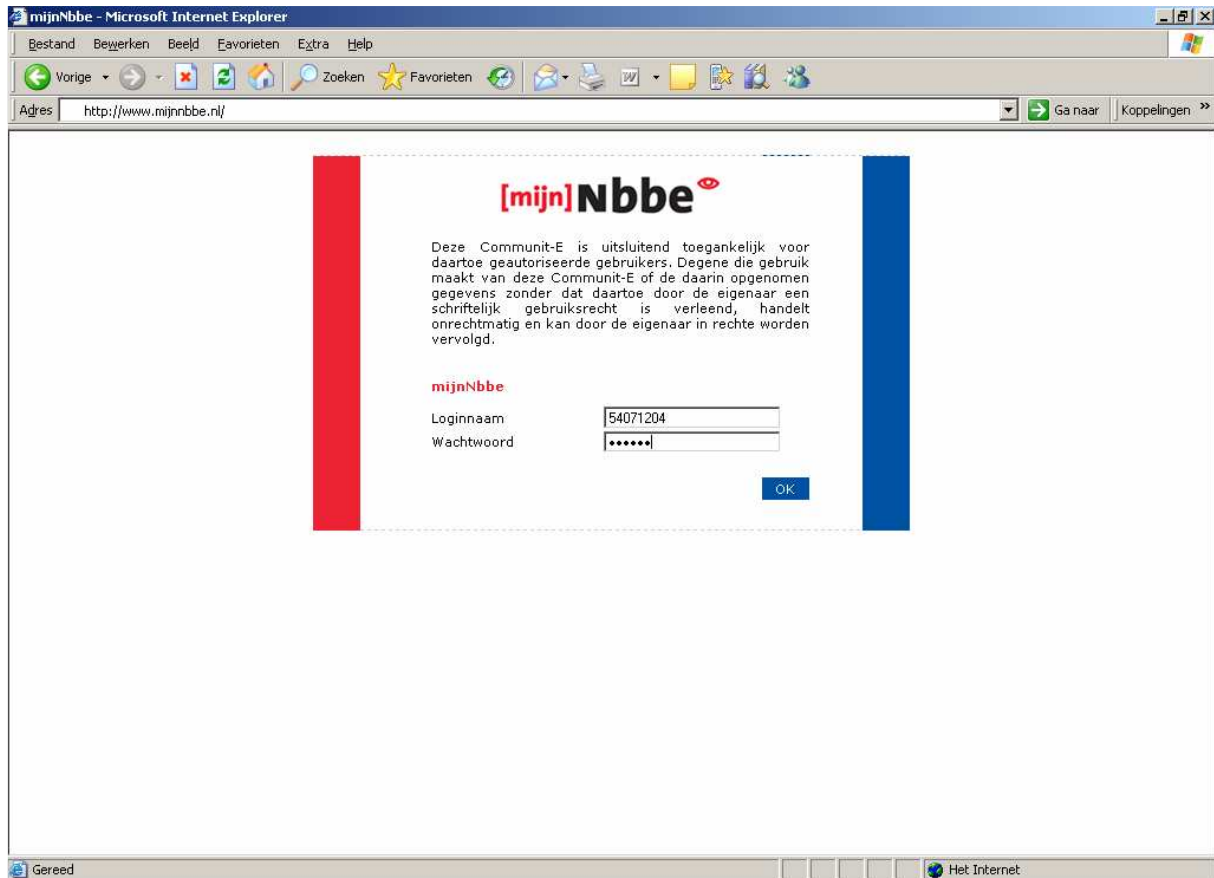 mijnNbbe - Microsoft Internet Explorer
Bestand Bewerken Beeld Favorieten Extra Help
Vorige Zoeken Favorieten
Adres http://www.mijnnbbe.nl/ Ga naar Koppelingen »
[mijn]Nbbe
Deze Communit-E is uitsluitend toegankelijk voor
daartoe geautoriseerde gebruikers. Degene die gebruik
maakt van deze Communit-E of de daarin opgenomen
gegevens zonder dat daartoe door de eigenaar een
schriftelijk gebruiksrecht is verleend, handelt
onrechtmatig en kan door de eigenaar in rechte worden
vervolgd.
mijnNbbe
Loginnaam 54071204
Wachtwoord ••••••
OK
Gereed Het Internet